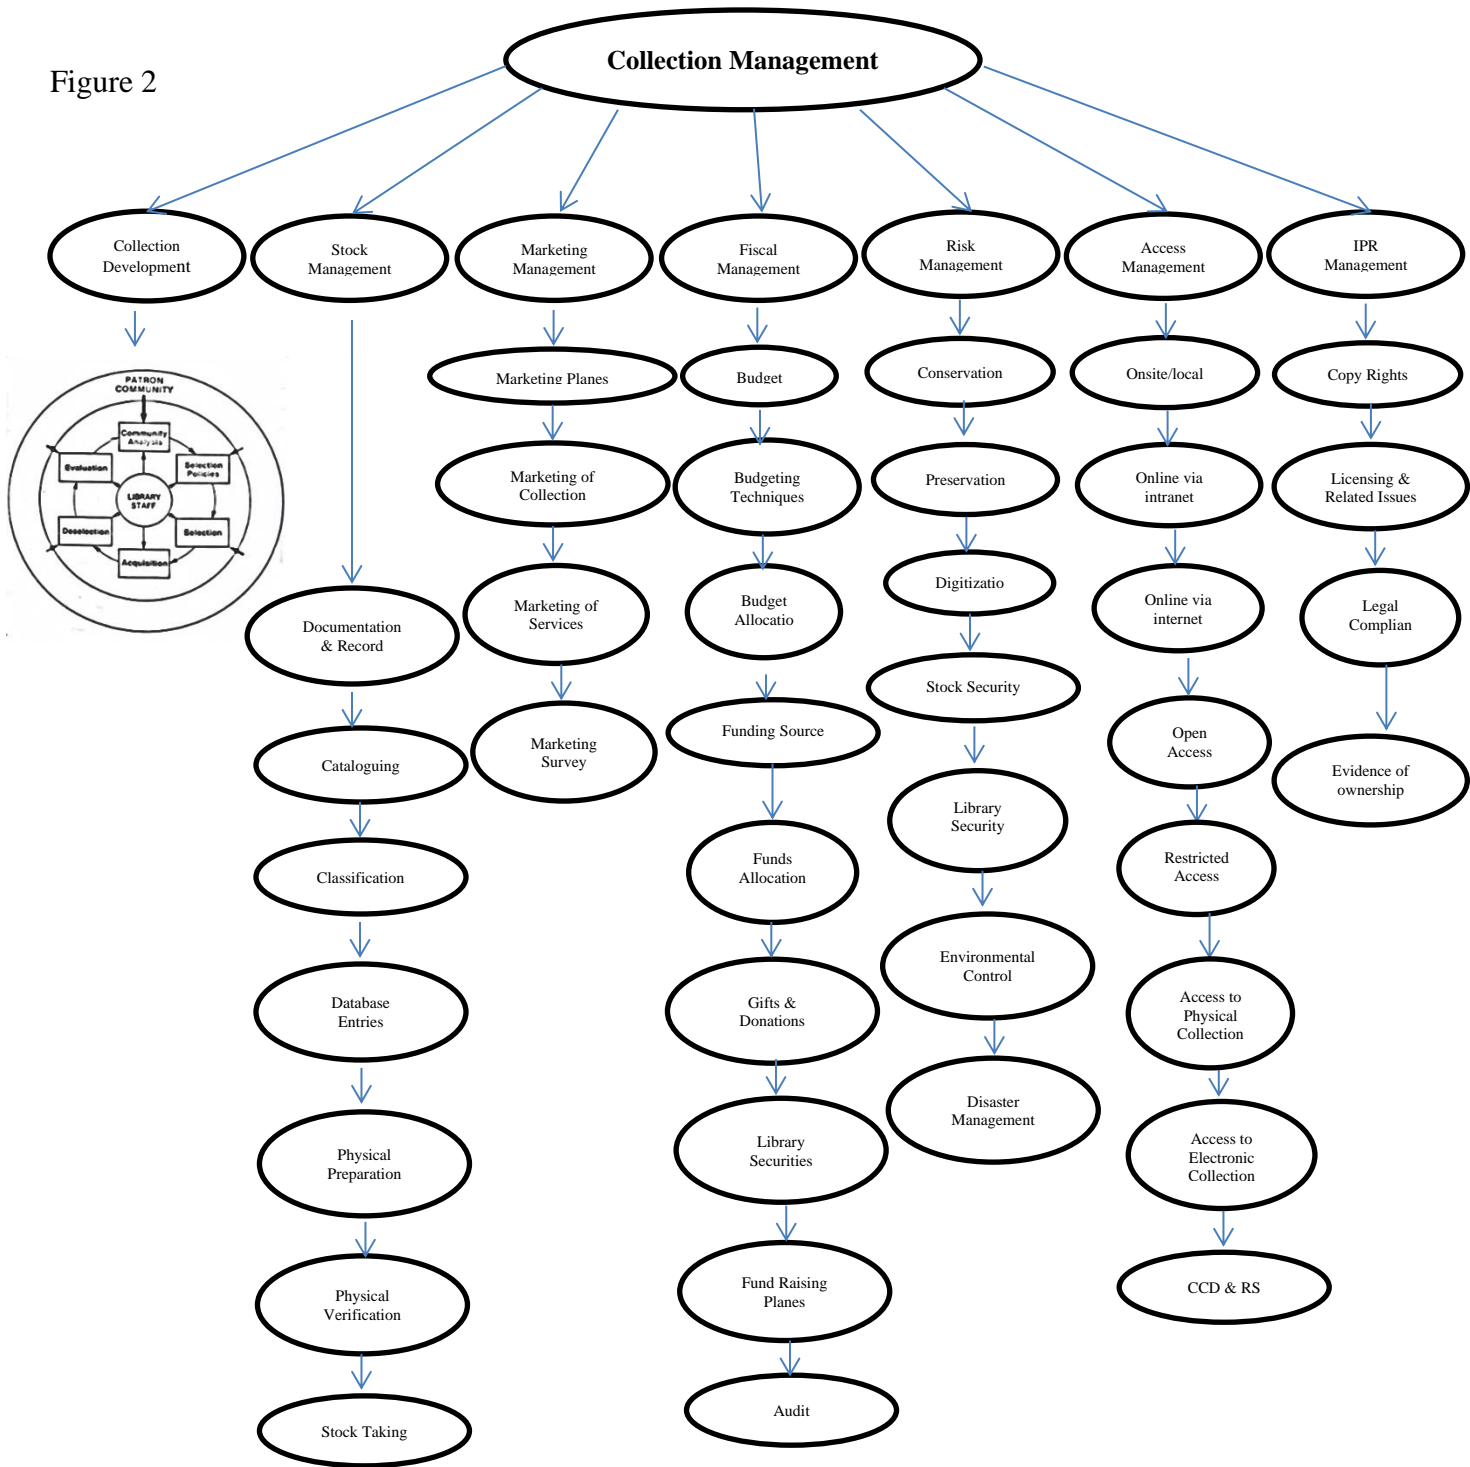 Collection Management
Figure 2
Collection
Development
Stock
Management
Marketing
Management
Fiscal
Management
Risk
Management
Access
Management
IPR
Management
PATRON
COMMUNITY
Community
Analysis
Selection
Policies
Selection
Acquisition
Deselection
Evaluation
LIBRARY
STAFF
Documentation
& Record
Cataloguing
Classification
Database
Entries
Physical
Preparation
Physical
Verification
Stock Taking
Marketing Planes
Marketing of
Collection
Marketing of
Services
Marketing
Survey
Budget
Budgeting
Techniques
Budget
Allocatio
Funding Source
Funds
Allocation
Gifts &
Donations
Library
Securities
Fund Raising
Planes
Audit
Conservation
Preservation
Digitizatio
Stock Security
Library
Security
Environmental
Control
Disaster
Management
Onsite/local
Online via
intranet
Online via
internet
Open
Access
Restricted
Access
Access to
Physical
Collection
Access to
Electronic
Collection
CCD & RS
Copy Rights
Licensing &
Related Issues
Legal
Complian
Evidence of
ownership